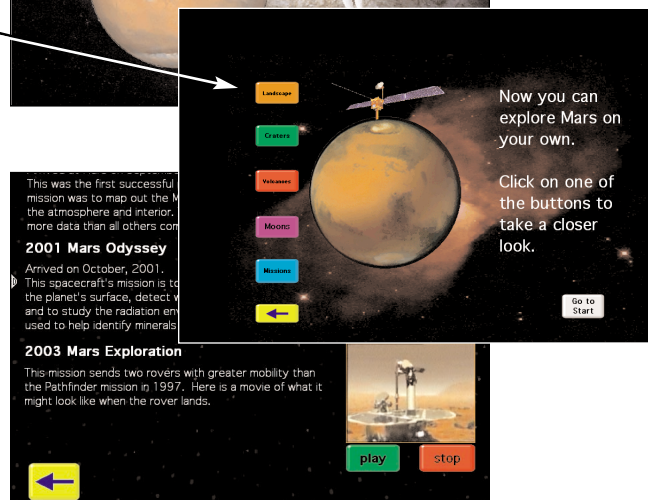 Landscape
Craters
Volcanoes
Moons
Missions
Now you can
explore Mars on
your own.
Click on one of
the buttons to
take a closer
look.
Go to
Start
This was the first successful
mission was to map out the M
the atmosphere and interior.
more data than all others com
2001 Mars Odyssey
Arrived on October, 2001.
This spacecraft's mission is to
the planet's surface, detect w
and to study the radiation env
used to help identify minerals
2003 Mars Exploration
This mission sends two rovers with greater mobility than
the Pathfinder mission in 1997. Here is a movie of what it
might look like when the rover lands.
play
stop